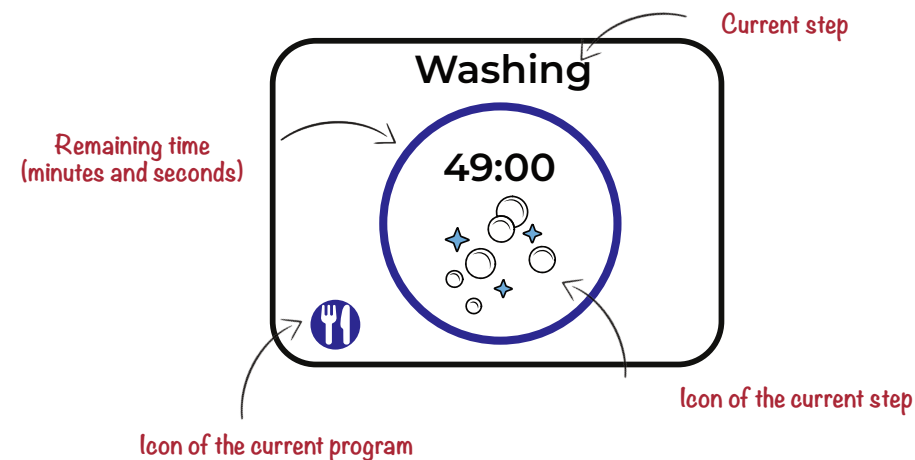 Current step
Washing
Remaining time
(minutes and seconds)
49:00
Icon of the current step
Icon of the current program